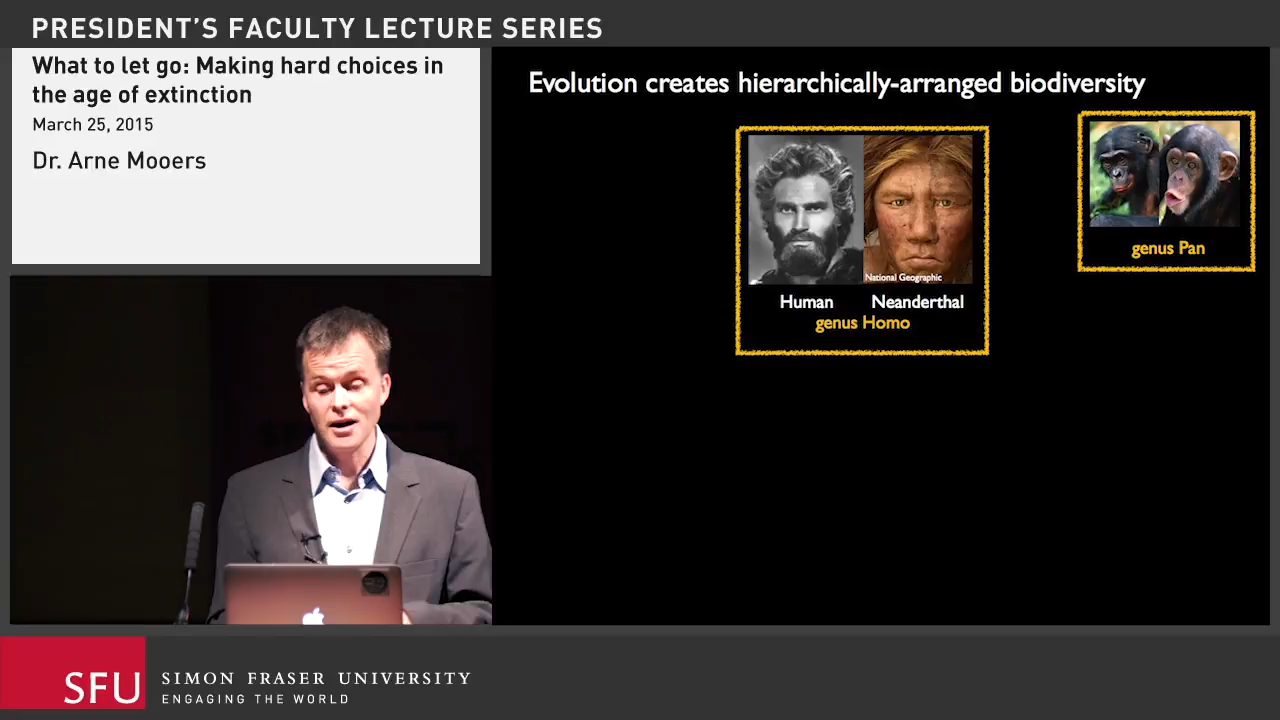 PRESIDENT'S FACULTY LECTURE SERIES
What to let go: Making hard choices in
the age of extinction
March 25, 2015
Dr. Arne Mooers
Evolution creates hierarchically-arranged biodiversity
National Geographic
Human Neanderthal
genus Homo
genus Pan
SFU
SIMON FRASER UNIVERSITY
ENGAGING THE WORLD